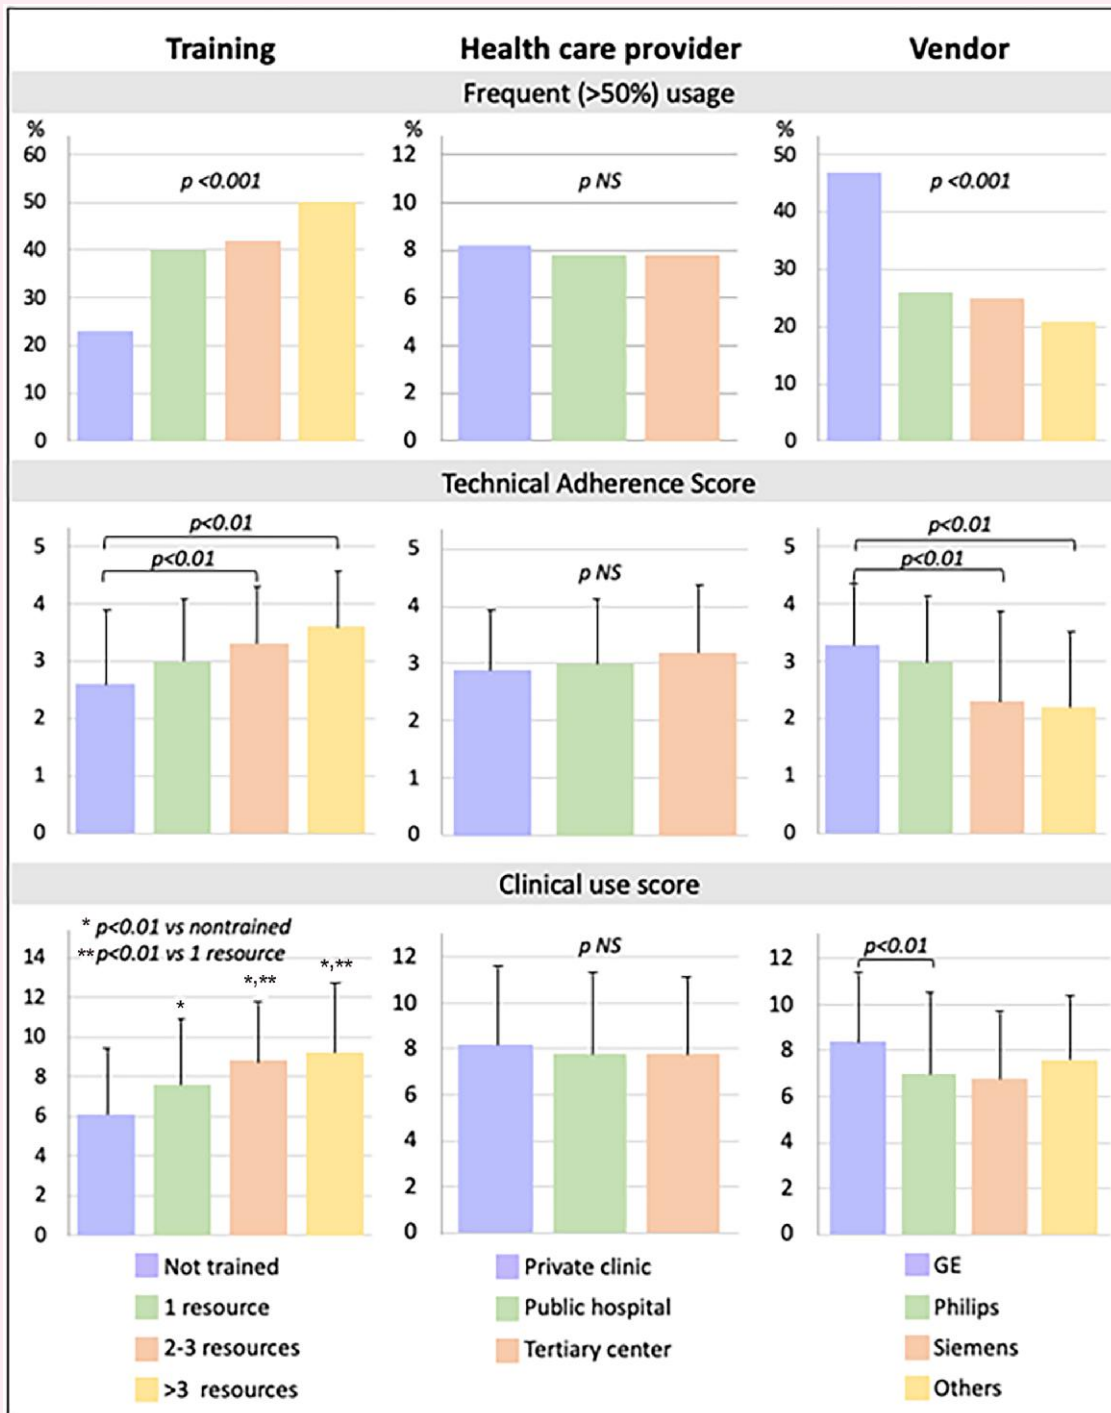 Training Health care provider Vendor
Frequent (>50%) usage
% % %
60 12 50
p <0.001 p NS p <0.001
50 10 40
40 8 30
30 6 20
20 4 10
10 2 0
0 0
Technical Adherence Score
p<0.01 p<0.01
5 5 5
p<0.01 p NS p<0.01
4 4 4
3 3 3
2 2 2
1 1 1
0 0 0
Clinical use score
* p<0.01 vs nontrained
**p<0.01 vs 1 resource
p NS p<0.01
14 12 12
*,** *,**
12 10 10
*
10 8 8
8 6 6
6 4 4
4 2 2
2 0 0
0
Not trained
1 resource
2-3 resources
>3 resources
Private clinic
Public hospital
Tertiary center
GE
Philips
Siemens
Others